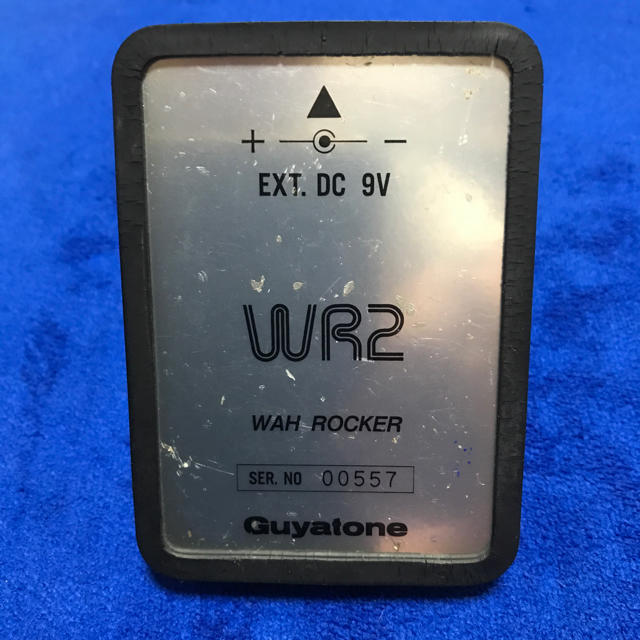 + −
EXT. DC 9V
WR2
WAH ROCKER
SER. NO 00557
Guyatone